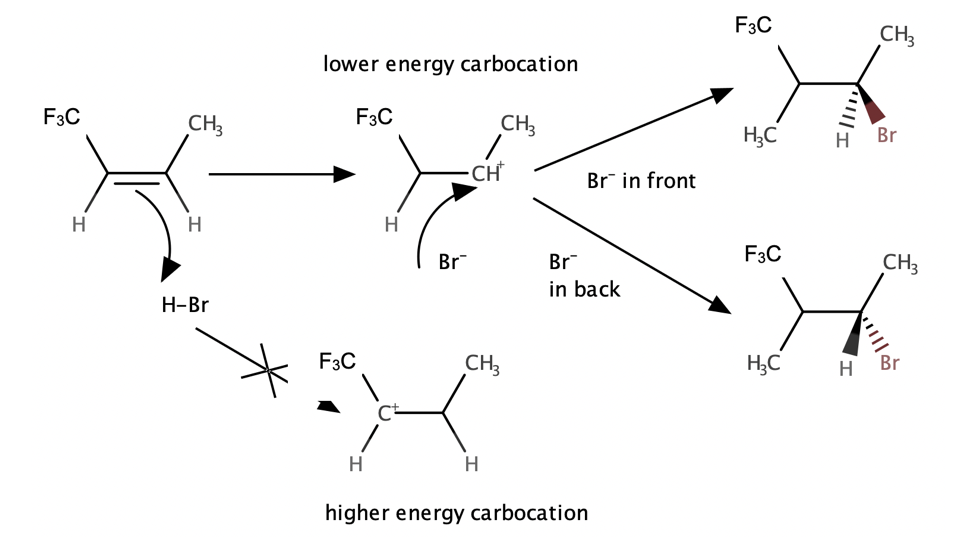 lower energy carbocation
F₃C
CH₃
H
H
H–Br
F₃C
CH₃
CH⁺
H
Br⁻
Br⁻ in front
Br⁻
in back
F₃C
CH₃
H₃C
H
Br
F₃C
CH₃
H₃C
H
Br
F₃C
CH₃
C⁺
H
H
higher energy carbocation